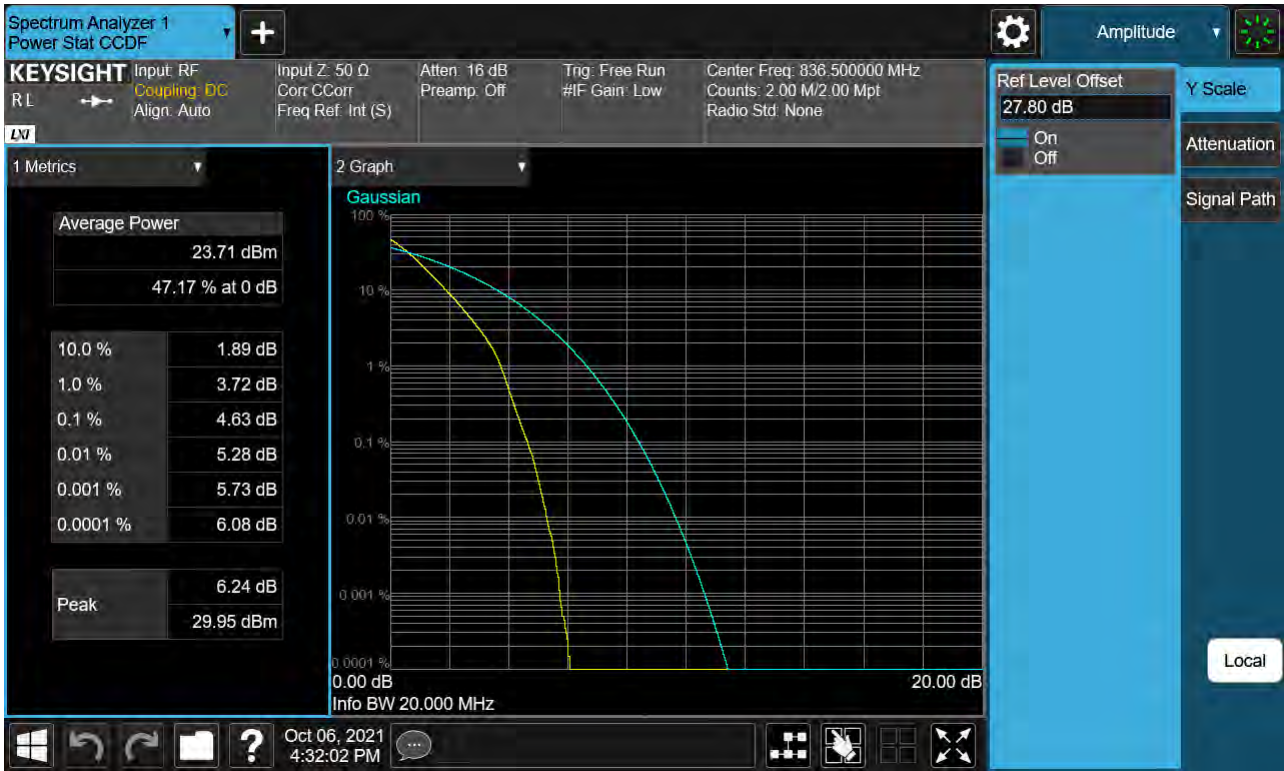 Spectrum Analyzer 1
Power Stat CCDF
Amplitude
KEYSIGHT
RL
LXI
Input: RF
Coupling: DC
Align: Auto
Input Z: 50 Ω
Corr CCorr
Freq Ref: Int (S)
Atten: 16 dB
Preamp: Off
Trig: Free Run
#IF Gain: Low
Center Freq: 836.500000 MHz
Counts: 2.00 M/2.00 Mpt
Radio Std: None
Ref Level Offset
27.80 dB
On
Off
Y Scale
Attenuation
Signal Path
1 Metrics
Average Power
23.71 dBm
47.17 % at 0 dB
10.0 % 1.89 dB
1.0 % 3.72 dB
0.1 % 4.63 dB
0.01 % 5.28 dB
0.001 % 5.73 dB
0.0001 % 6.08 dB
Peak
6.24 dB
29.95 dBm
2 Graph
Gaussian
100 %
10 %
1 %
0.1 %
0.01 %
0.001 %
0.0001 %
0.00 dB 20.00 dB
Info BW 20.000 MHz
Local
?
Oct 06, 2021
4:32:02 PM